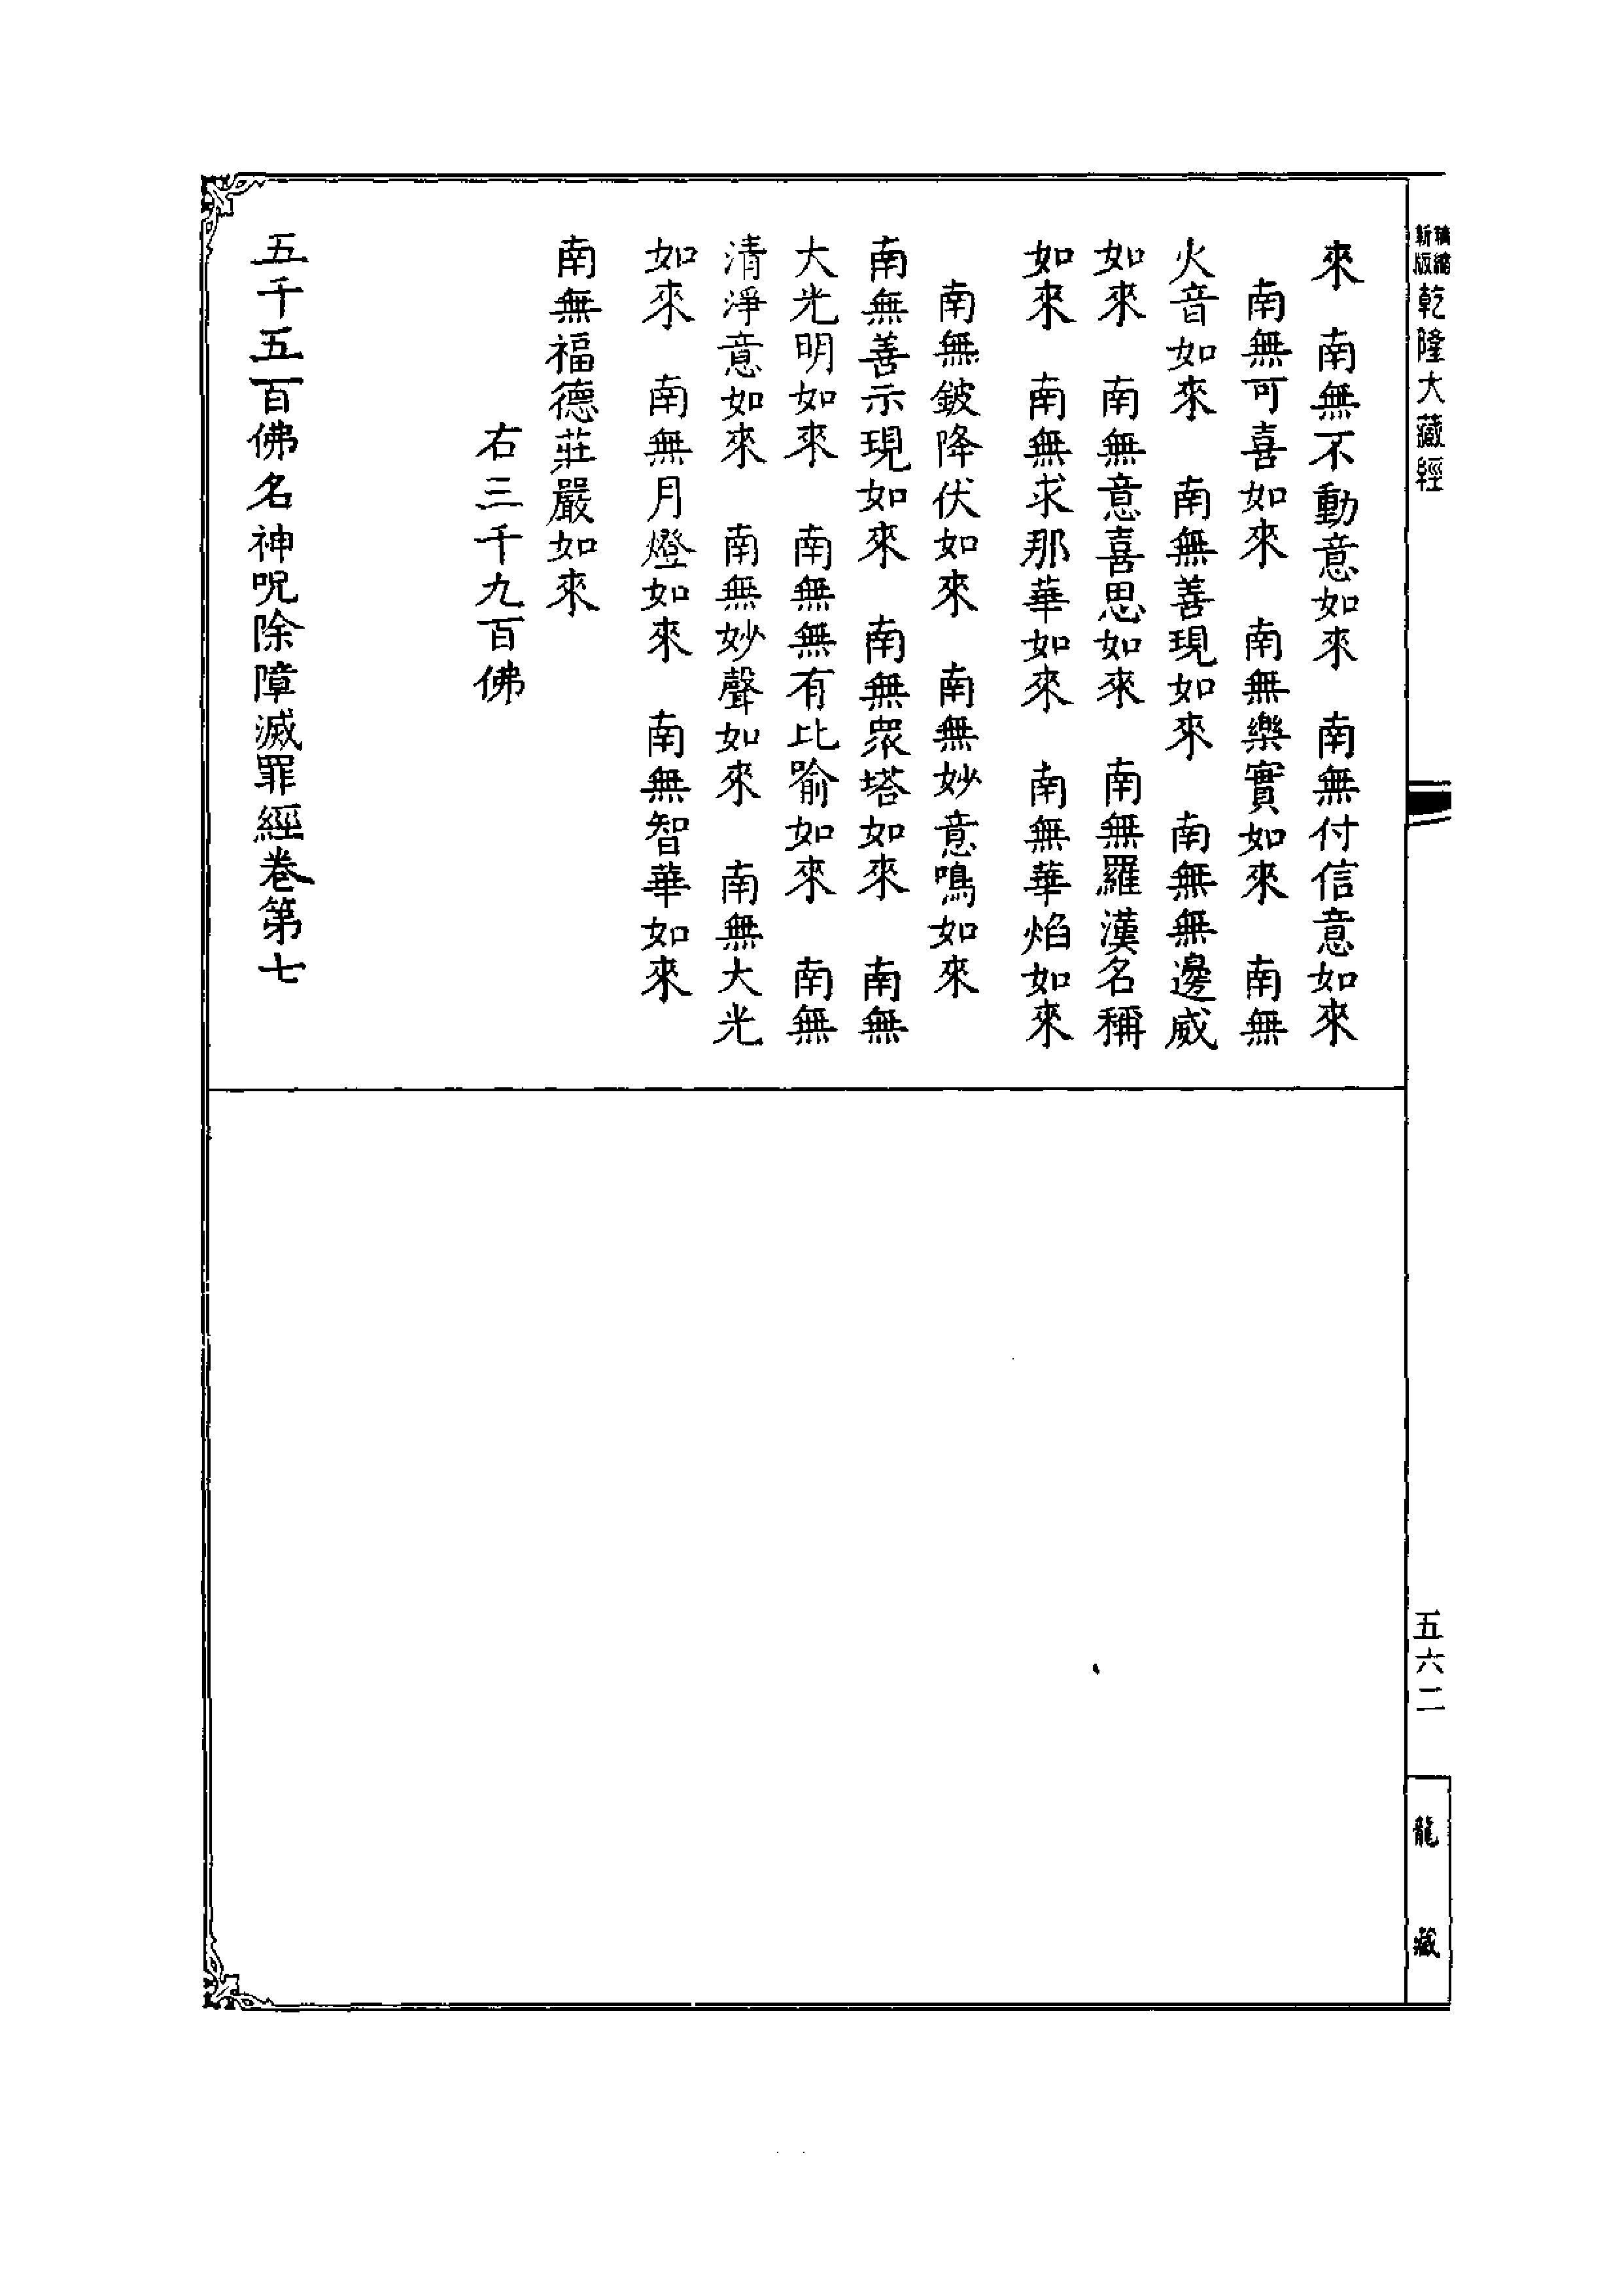 精縮新版乾隆大藏經
來　南無不動意如來　南無付信意如來
南無可喜如來　南無樂實如來　南無
火音如來　南無善現如來　南無無邊威
如來　南無意喜思如來　南無羅漢名稱
如來　南無求那華如來　南無華焰如來
南無鈹降伏如來　南無妙意鳴如來
南無善示現如來　南無眾塔如來　南無
大光明如來　南無無有比喻如來　南無
清淨意如來　南無妙聲如來　南無大光
如來　南無月燈如來　南無智華如來
南無福德莊嚴如來
右三千九百佛
五千五百佛名神呪除障滅罪經卷第七
五六二
龍藏